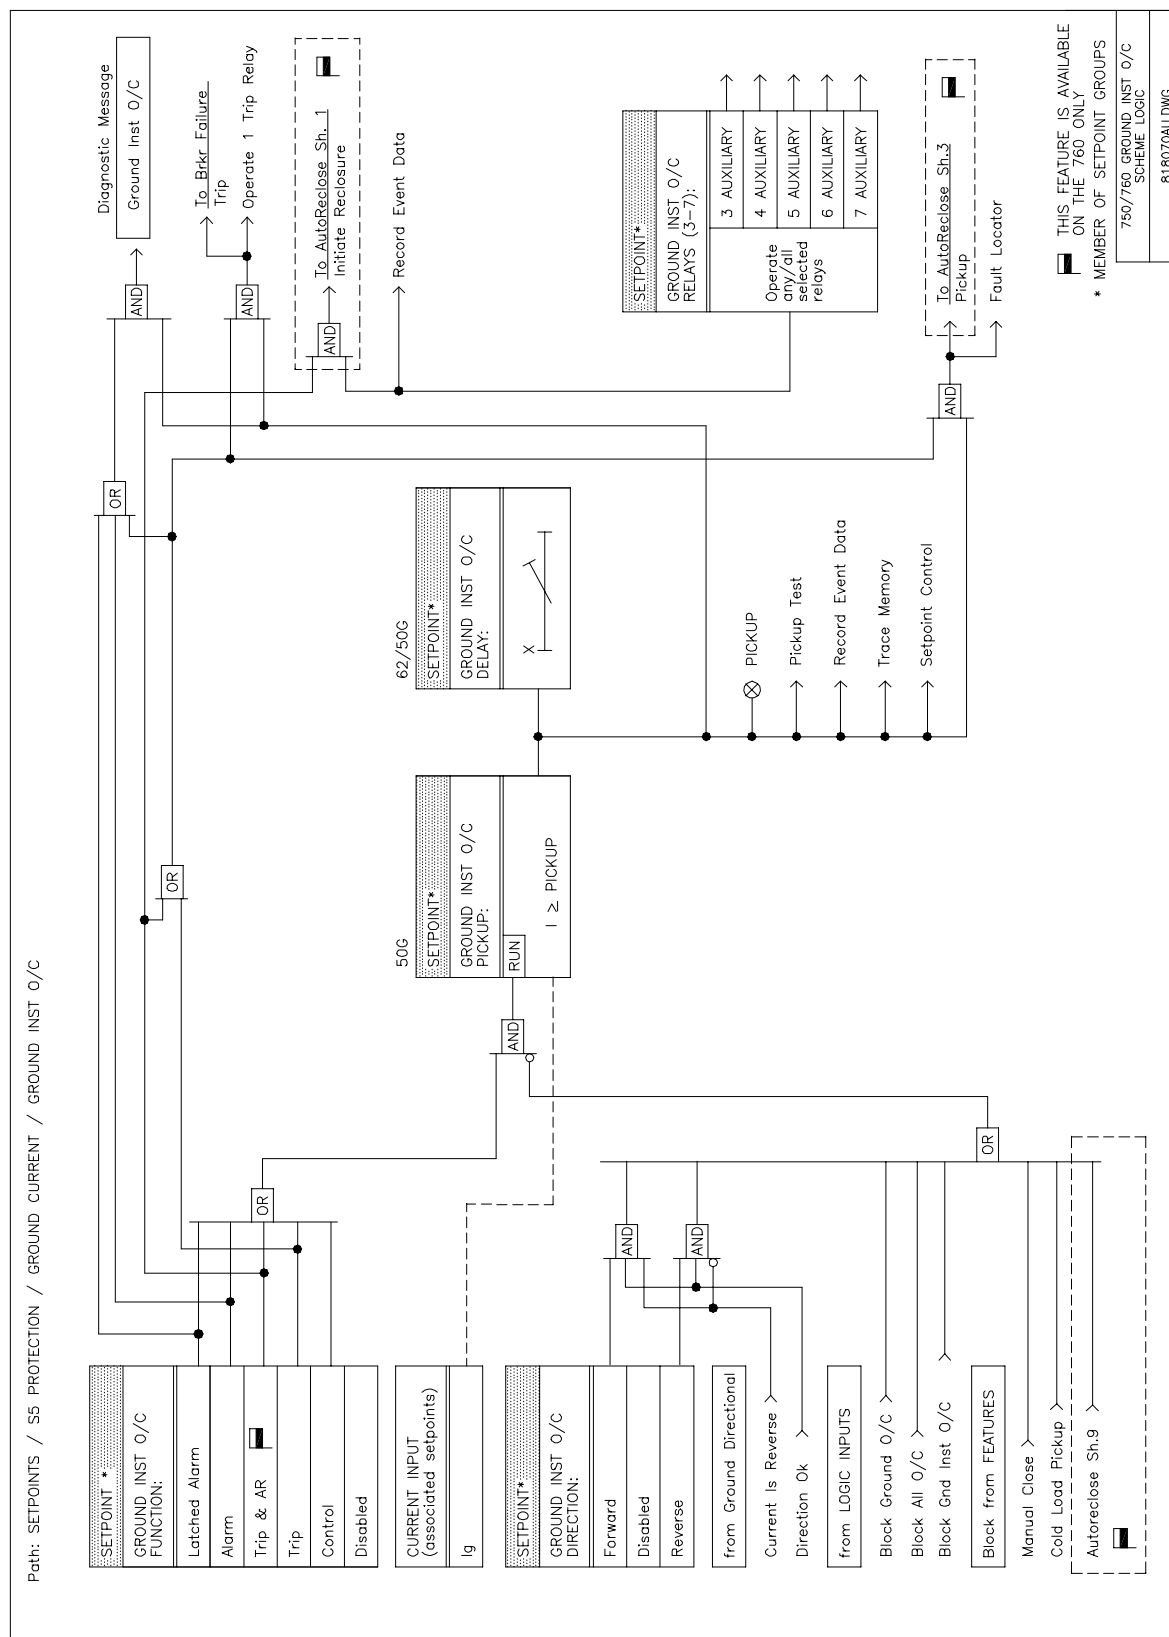 Path: SETPOINTS / S5 PROTECTION / GROUND CURRENT / GROUND INST O/C
SETPOINT *
GROUND INST O/C
FUNCTION:
Latched Alarm
Alarm
Trip & AR
Trip
Control
Disabled
CURRENT INPUT
(associated setpoints)
Ig
SETPOINT*
GROUND INST O/C
DIRECTION:
Forward
Disabled
Reverse
from Ground Directional
Current Is Reverse
Direction Ok
from LOGIC INPUTS
Block Ground O/C
Block All O/C
Block Gnd Inst O/C
Block from FEATURES
Manual Close
Cold Load Pickup
Autoreclose Sh.9
OR
AND
AND
OR
AND
50G
SETPOINT*
GROUND INST O/C
PICKUP:
RUN
I ≥ PICKUP
OR
62/50G
SETPOINT*
GROUND INST O/C
DELAY:
X
PICKUP
Pickup Test
Record Event Data
Trace Memory
Setpoint Control
OR
AND
AND
AND
AND
Diagnostic Message
Ground Inst O/C
To Brkr Failure
Trip
Operate 1 Trip Relay
To AutoReclose Sh. 1
Initiate Reclosure
Record Event Data
SETPOINT*
GROUND INST O/C
RELAYS (3-7):
Operate
any/all
selected
relays
3 AUXILIARY
4 AUXILIARY
5 AUXILIARY
6 AUXILIARY
7 AUXILIARY
To AutoReclose Sh.3
Pickup
Fault Locator
THIS FEATURE IS AVAILABLE
ON THE 760 ONLY
* MEMBER OF SETPOINT GROUPS
750/760 GROUND INST O/C
SCHEME LOGIC